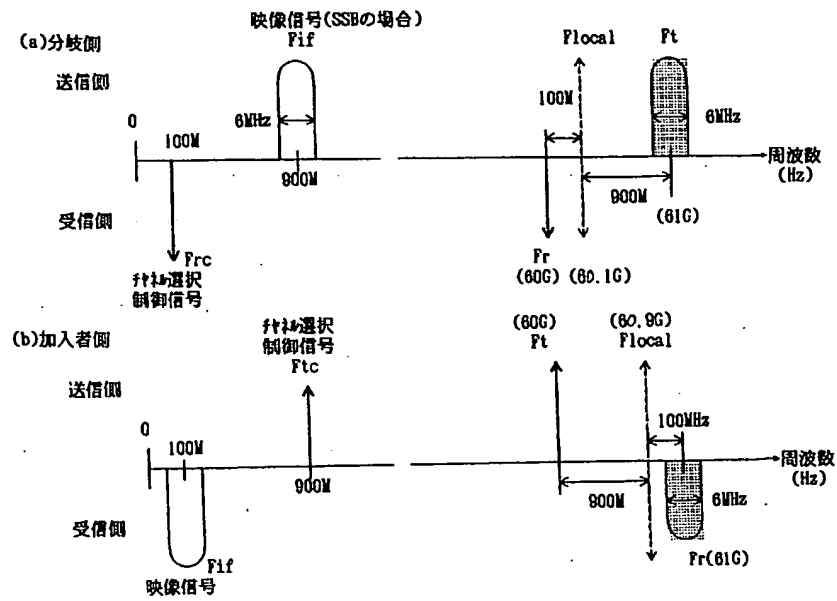 映像信号(SSBの場合)
(a)分岐側
Fif
Flocal
Ft
送信側
100M
0
100M
6MHz
6MHz
周波数
(Hz)
900M
900M
(61G)
受信側
Frc
Fr
チャネル選択
制御信号
(60G) (60.1G)
チャネル選択
制御信号
(60G)
(60.9G)
(b)加入者側
Ftc
Ft
Flocal
送信側
0
100M
100MHz
周波数
(Hz)
900M
900M
6MHz
受信側
Fif
Fr(61G)
映像信号